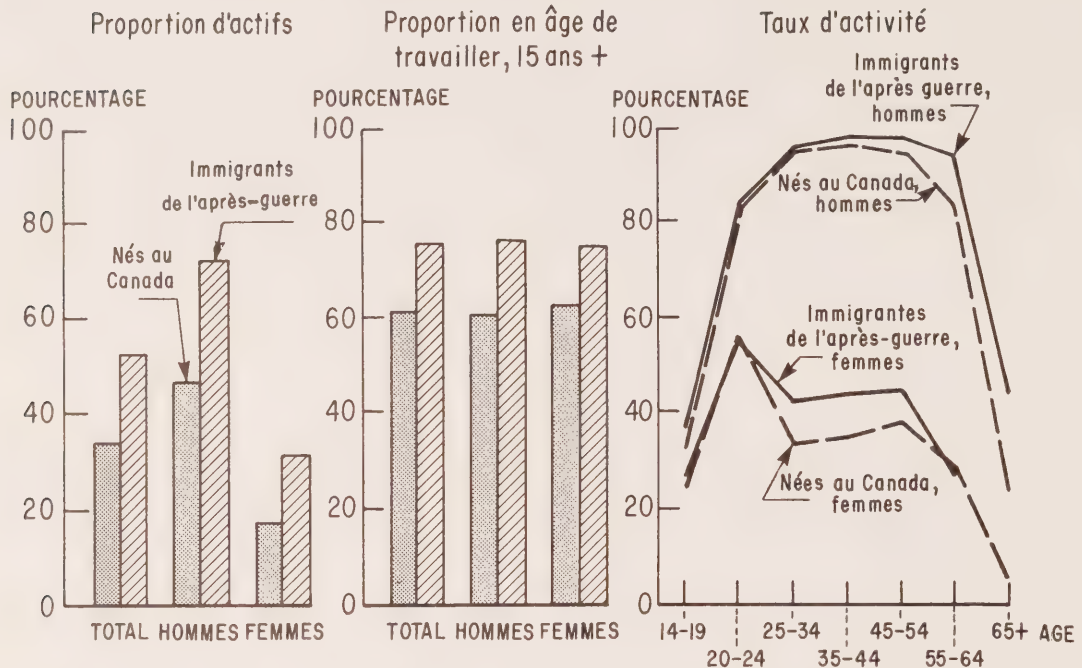 Proportion d'actifs
POURCENTAGE
100
80
60
40
20
0
Immigrants
de l'après-guerre
Nés au
Canada
TOTAL HOMMES FEMMES
Proportion en âge de
travailler, 15 ans +
POURCENTAGE
100
80
60
40
20
0
TOTAL HOMMES FEMMES
Taux d'activité
POURCENTAGE
100
80
60
40
20
0
Immigrants
de l'après guerre,
hommes
Nés au Canada,
hommes
Immigrantes
de l'après-guerre,
femmes
Nées au Canada,
femmes
14-19 25-34 45-54 65+ AGE
20-24 35-44 55-64